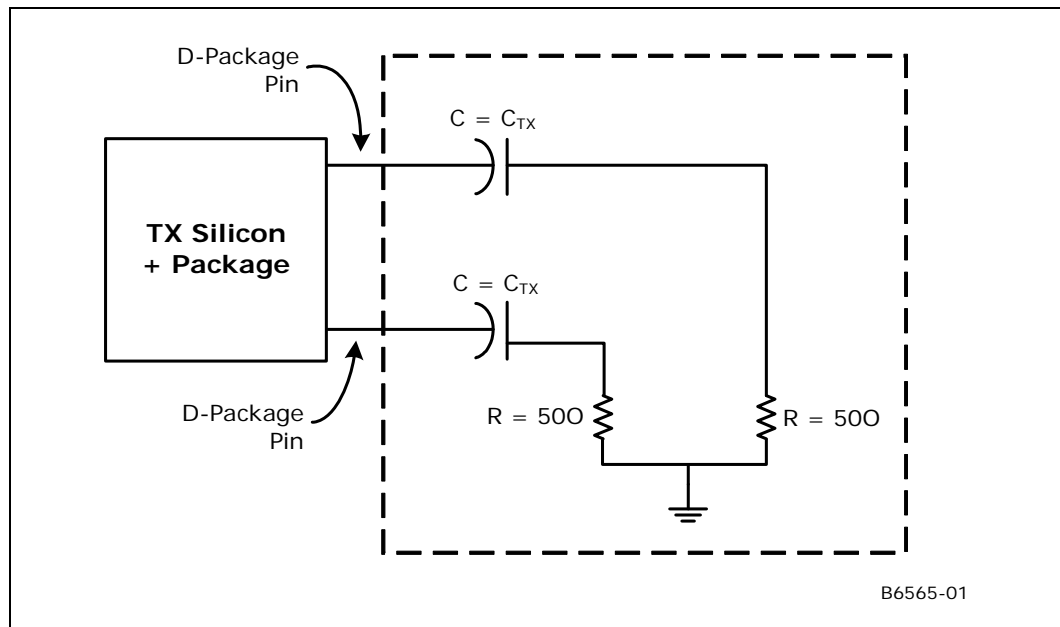 D-Package
Pin
C = CTX
TX Silicon
+ Package
C = CTX
D-Package
Pin
R = 50O
R = 50O
B6565-01